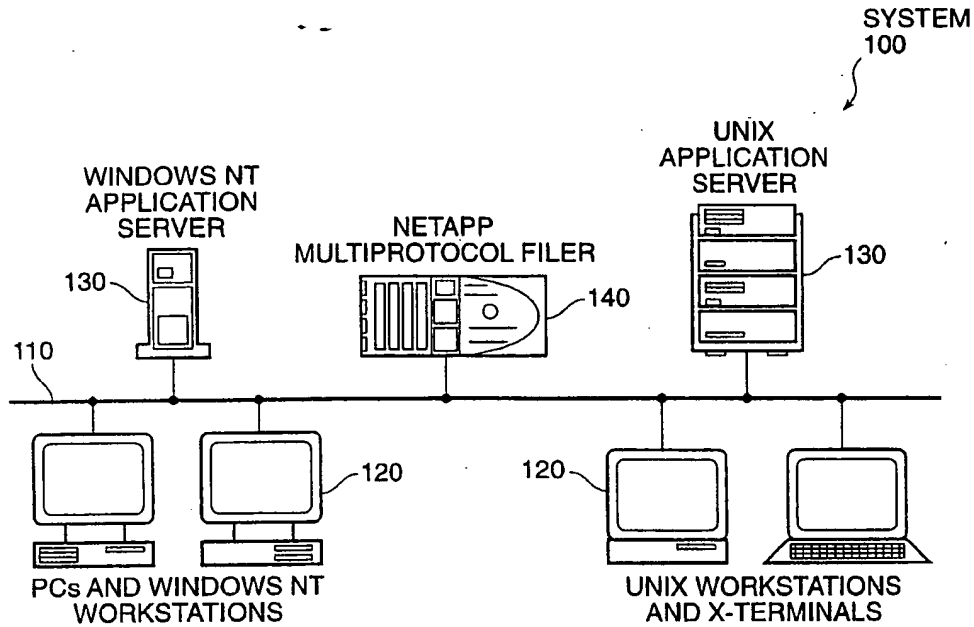 SYSTEM
100
UNIX
APPLICATION
SERVER
WINDOWS NT
APPLICATION
SERVER
NETAPP
MULTIPROTOCOL FILER
130
140
130
110
120
120
PCs AND WINDOWS NT
WORKSTATIONS
UNIX WORKSTATIONS
AND X-TERMINALS